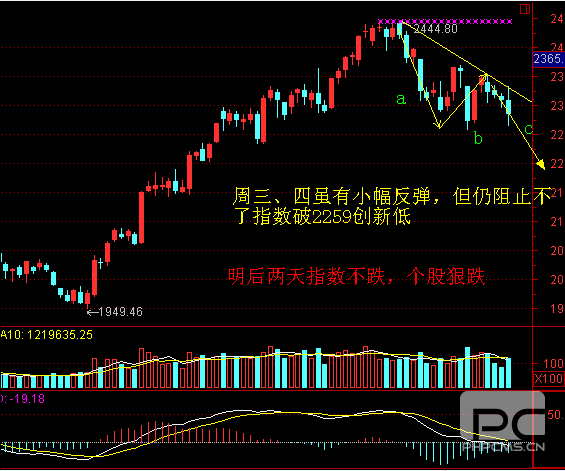 24
2444.80
2365.
23
23
a
b
c
22
22
周三、四虽有小幅反弹，但仍阻止不
了指数破2259创新低
21
21
20
明后两天指数不跌，个股狠跌
20
←1949.46
19
A10: 1219635.25
100
X100
): -19.18
50.
PC
PHPCMS.CN